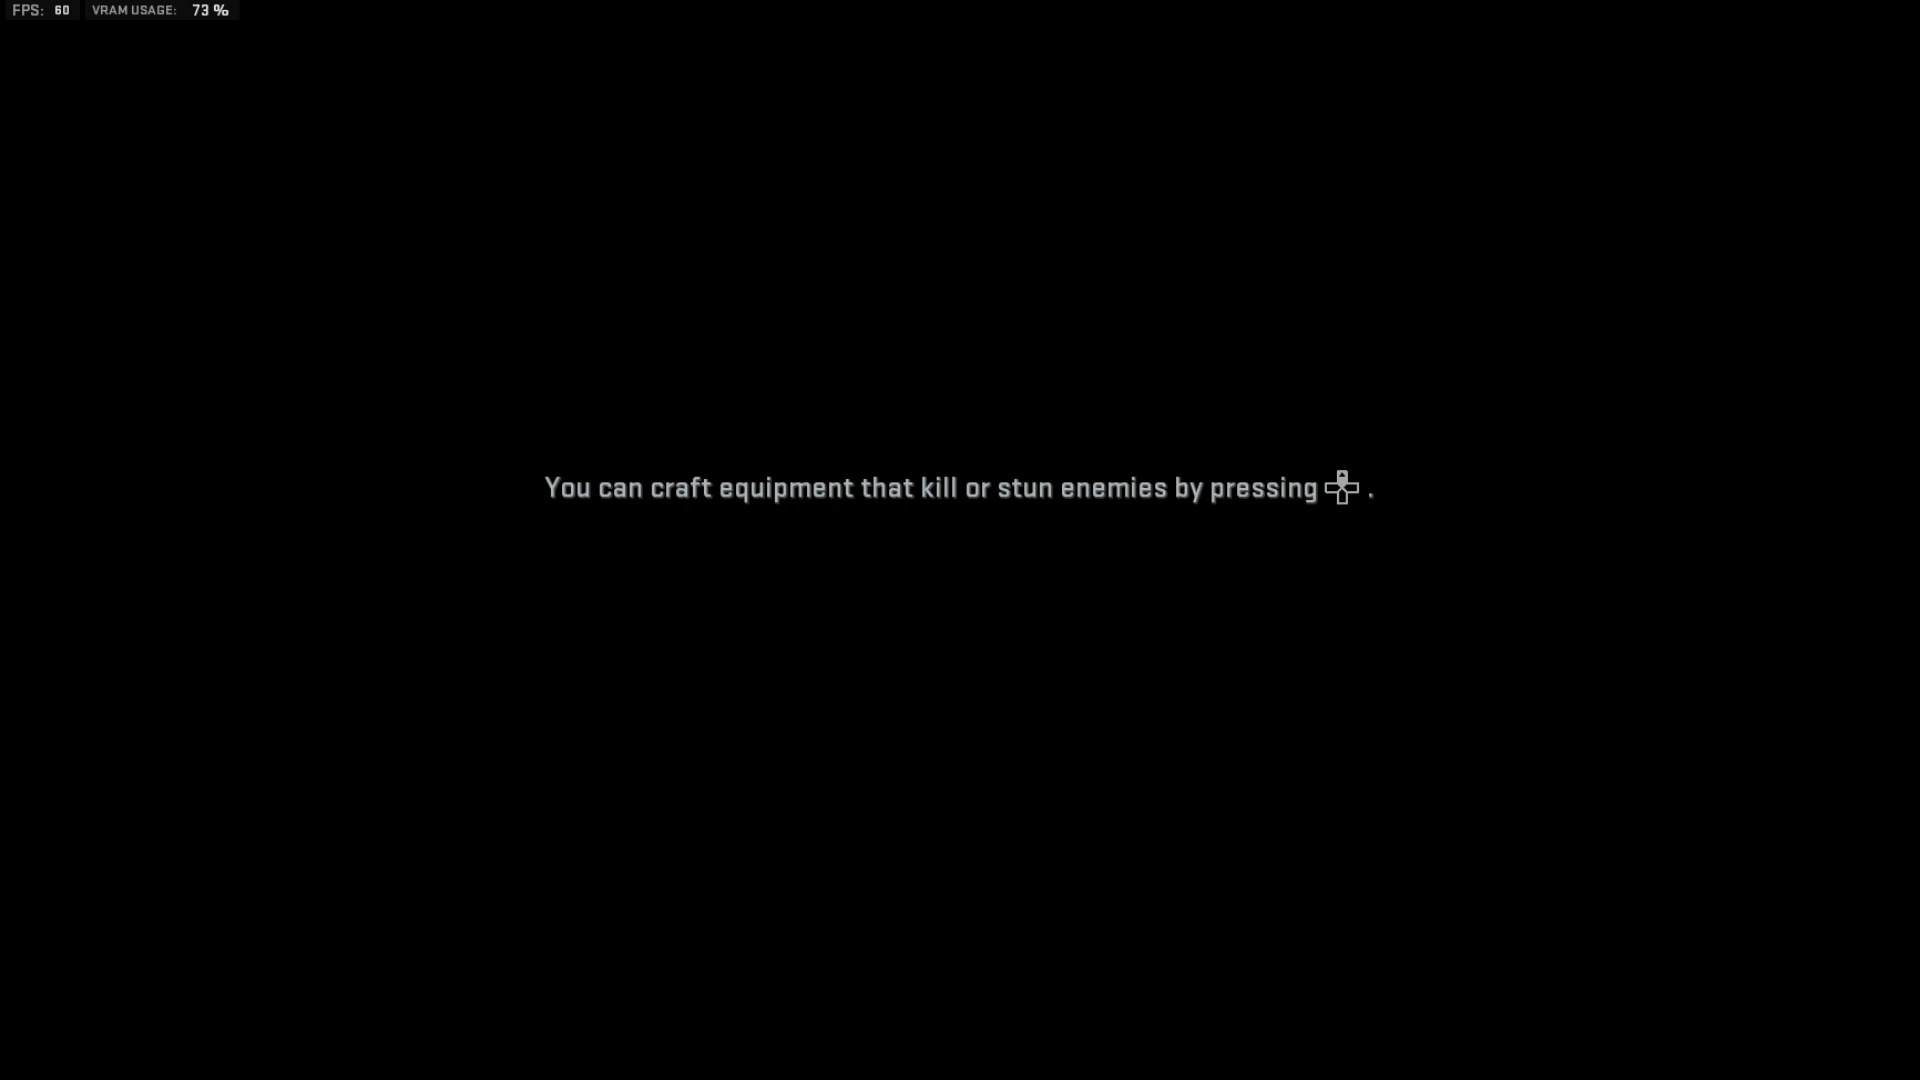 FPS: 60 VRAM USAGE: 73 %
You can craft equipment that kill or stun enemies by pressing .